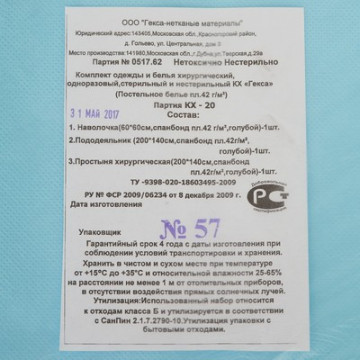 ООО "Гекса-нетканые материалы"
Юридический адрес 143405,Московская обл., Красногорский район,
д. Гольево, ул. Центральная, дом 3
Место производства 141980,Московская обл., г.Дубна,ул.Тверская,д.29а
Партия № 0517.62 Нетоксично Нестерильно
Комплект одежды и белья хирургический,
одноразовый,стерильный и нестерильный КХ «Гекса»
(Постельное белье пл.42 г/м²)
Партия КХ - 20
31 МАЙ 2017
Состав:
1. Наволочка(60*60см,спанбонд пл.42г/м²,голубой)-1шт.
2. Пододеяльник (200*140см,спанбонд пл.42г/м²,
голубой)-1шт.
3.Простыня хирургическая(200*140см,спанбонд
пл.42г/м²,голубой)-1шт.
ТУ -9398-020-18603495-2009
РУ № ФСР 2009/06234 от 8 декабря 2009 г.
Дата изготовления
РСТ
Упаковщик № 57
Гарантийный срок 4 года с даты изготовления при
соблюдении условий транспортировки и хранения.
Хранить в чистом и сухом месте при температуре
от +15°С до +35°С и относительной влажности 25-65%
на расстоянии не менее 1 м от отопительных приборов,
в отсутствии воздействия прямых солнечных лучей.
Утилизация:Использованный набор относится
к отходам класса Б и утилизируется в соответствии
с СанПин 2.1.7.2790-10.Утилизация упаковки с
бытовыми отходами.